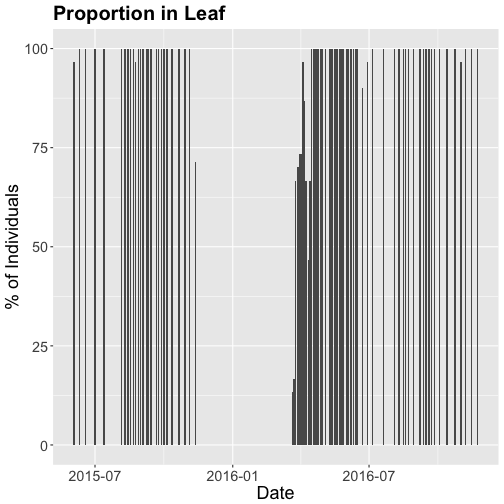 Proportion in Leaf
100
75
50
25
0
% of Individuals
2015-07
2016-01
2016-07
Date